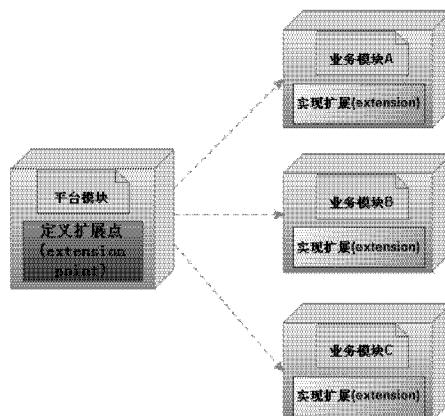 业务模块A
实现扩展(extension)
平台模块
定义扩展点
(extension
point)
业务模块B
实现扩展(extension)
业务模块C
实现扩展(extension)